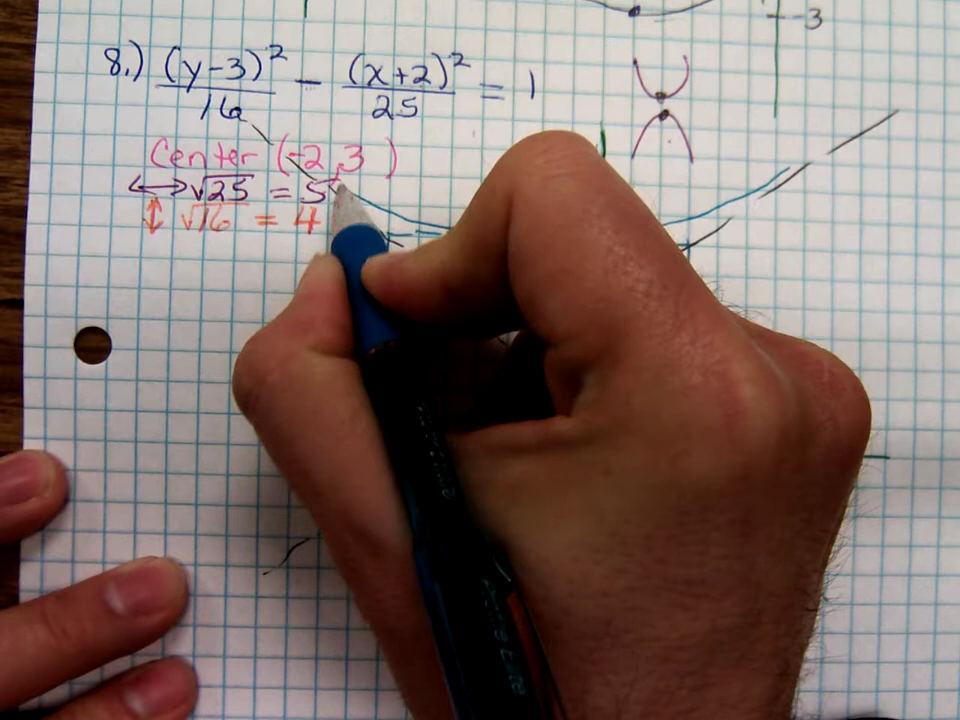 --3
8.) (y-3)² / 16 - (x+2)² / 25 = 1
Center (-2,3)
↔ √25 = 5
↕ √16 = 4